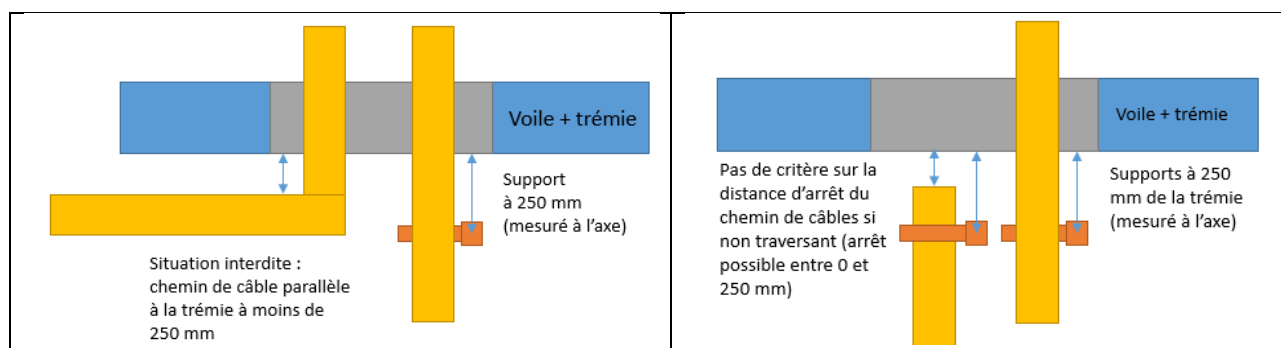 Voile + trémie
Support
à 250 mm
(mesuré à l’axe)
Situation interdite :
chemin de câble parallèle
à la trémie à moins de
250 mm
Voile + trémie
Pas de critère sur la
distance d’arrêt du
chemin de câbles si
non traversant (arrêt
possible entre 0 et
250 mm)
Supports à 250
mm de la trémie
(mesuré à l’axe)